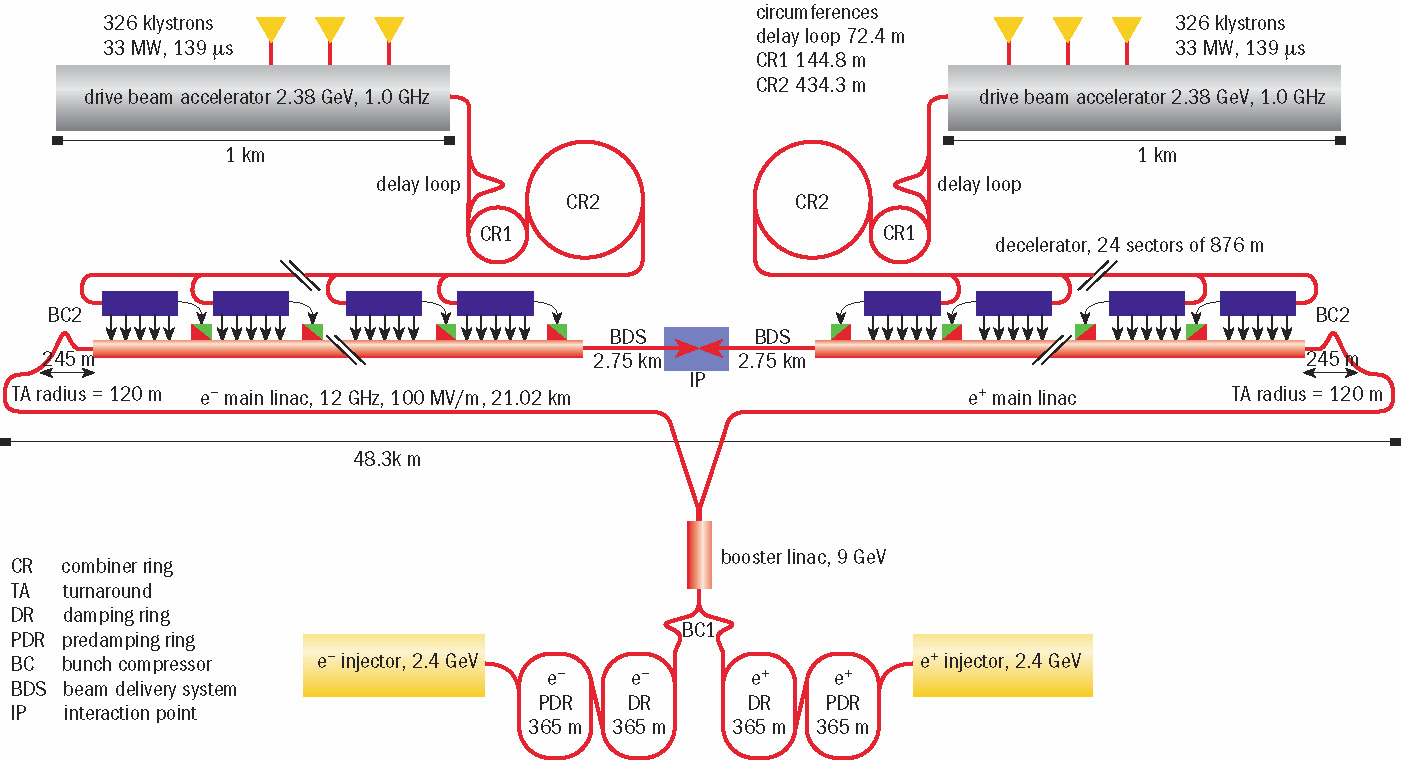 326 klystrons
33 MW, 139 μs
circumferences
delay loop 72.4 m
CR1 144.8 m
CR2 434.3 m
326 klystrons
33 MW, 139 μs
drive beam accelerator 2.38 GeV, 1.0 GHz
drive beam accelerator 2.38 GeV, 1.0 GHz
1 km
1 km
delay loop
CR2
CR1
CR2
CR1
delay loop
decelerator, 24 sectors of 876 m
BC2
BC2
BDS
2.75 km
IP
BDS
2.75 km
245 m
245 m
TA radius = 120 m
e⁻ main linac, 12 GHz, 100 MV/m, 21.02 km
e⁺ main linac
TA radius = 120 m
48.3k m
booster linac, 9 GeV
CR combiner ring
TA turnaround
DR damping ring
PDR predamping ring
BC bunch compressor
BDS beam delivery system
IP interaction point
BC1
e⁻ injector, 2.4 GeV
e⁻
PDR
365 m
e⁻
DR
365 m
e⁺
DR
365 m
e⁺
PDR
365 m
e⁺ injector, 2.4 GeV